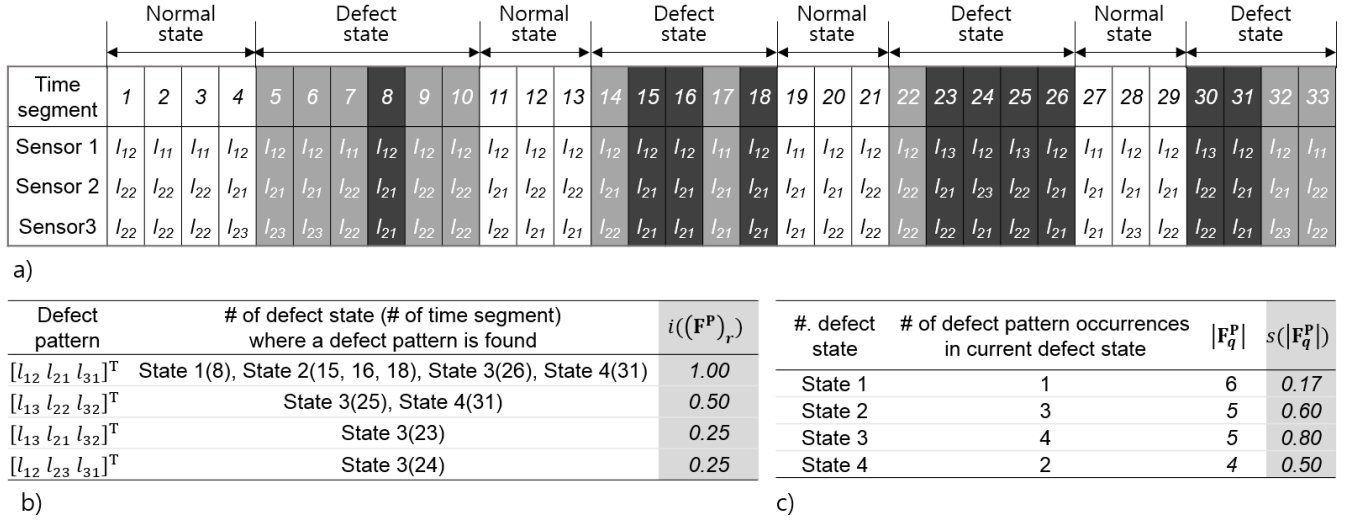 Normal state Defect state Normal state Defect state Normal state Defect state Normal state Defect state
Time segment 1 2 3 4 5 6 7 8 9 10 11 12 13 14 15 16 17 18 19 20 21 22 23 24 25 26 27 28 29 30 31 32 33
Sensor 1 l₁₂ l₁₁ l₁₁ l₁₂ l₁₂ l₁₂ l₁₁ l₁₂ l₁₂ l₁₂ l₁₂ l₁₂ l₁₂ l₁₂ l₁₂ l₁₂ l₁₁ l₁₂ l₁₁ l₁₂ l₁₂ l₁₂ l₁₃ l₁₂ l₁₃ l₁₂ l₁₁ l₁₂ l₁₂ l₁₃ l₁₂ l₁₂ l₁₁
Sensor 2 l₂₂ l₂₂ l₂₂ l₂₁ l₂₁ l₂₁ l₂₂ l₂₁ l₂₂ l₂₂ l₂₁ l₂₂ l₂₂ l₂₂ l₂₁ l₂₁ l₂₁ l₂₁ l₂₁ l₂₁ l₂₂ l₂₂ l₂₁ l₂₃ l₂₂ l₂₁ l₂₁ l₂₁ l₂₂ l₂₂ l₂₁ l₂₁ l₂₂
Sensor3 l₂₂ l₂₂ l₂₂ l₂₃ l₂₃ l₂₃ l₂₂ l₂₁ l₂₂ l₂₂ l₂₁ l₂₁ l₂₁ l₂₂ l₂₁ l₂₁ l₂₁ l₂₁ l₂₁ l₂₂ l₂₂ l₂₂ l₂₂ l₂₁ l₂₂ l₂₁ l₂₁ l₂₃ l₂₂ l₂₂ l₂₁ l₂₃ l₂₂
a)
Defect pattern # of defect state (# of time segment) where a defect pattern is found i((F^P)_r)
[l₁₂ l₂₁ l₃₁]ᵀ State 1(8), State 2(15, 16, 18), State 3(26), State 4(31) 1.00
[l₁₃ l₂₂ l₃₂]ᵀ State 3(25), State 4(31) 0.50
[l₁₃ l₂₁ l₃₂]ᵀ State 3(23) 0.25
[l₁₂ l₂₃ l₃₁]ᵀ State 3(24) 0.25
b)
#. defect state # of defect pattern occurrences in current defect state |F_q^P| s(|F_q^P|)
State 1 1 6 0.17
State 2 3 5 0.60
State 3 4 5 0.80
State 4 2 4 0.50
c)